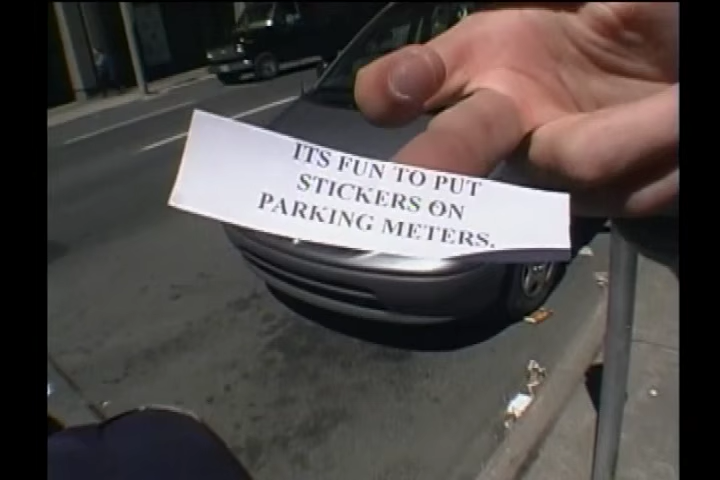 ITS FUN TO PUT
STICKERS ON
PARKING METERS.